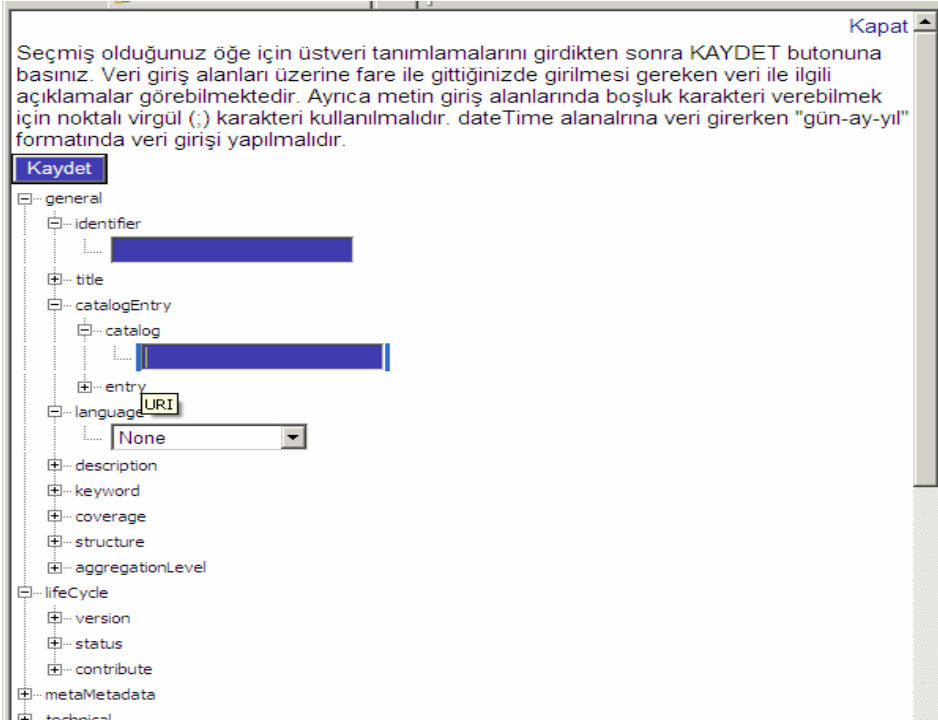 Kapat
Seçmiş olduğunuz öğe için üstveri tanımlamalarını girdikten sonra KAYDET butonuna
basınız. Veri giriş alanları üzerine fare ile gittiğinizde girilmesi gereken veri ile ilgili
açıklamalar görebilmektedir. Ayrıca metin giriş alanlarında boşluk karakteri verebilmek
için noktalı virgül (;) karakteri kullanılmalıdır. dateTime alanalrına veri girerken "gün-ay-yıl"
formatında veri girişi yapılmalıdır.
Kaydet
general
identifier
title
catalogEntry
catalog
entry
URI
language
None
description
keyword
coverage
structure
aggregationLevel
lifeCycle
version
status
contribute
metaMetadata
technical